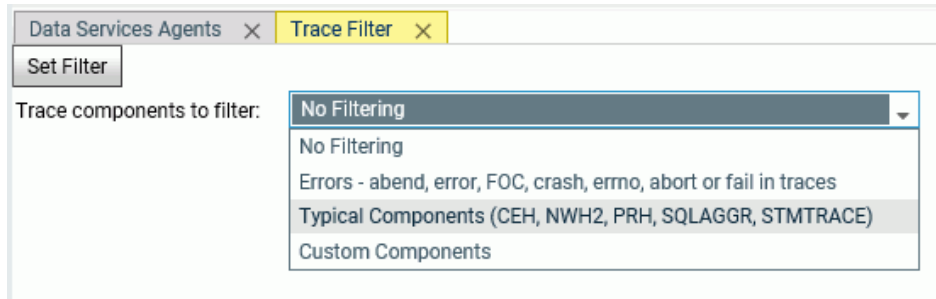 Data Services Agents Trace Filter
Set Filter
Trace components to filter: No Filtering
No Filtering
Errors - abend, error, FOC, crash, errno, abort or fail in traces
Typical Components (CEH, NWH2, PRH, SQLAGGR, STMTRACE)
Custom Components